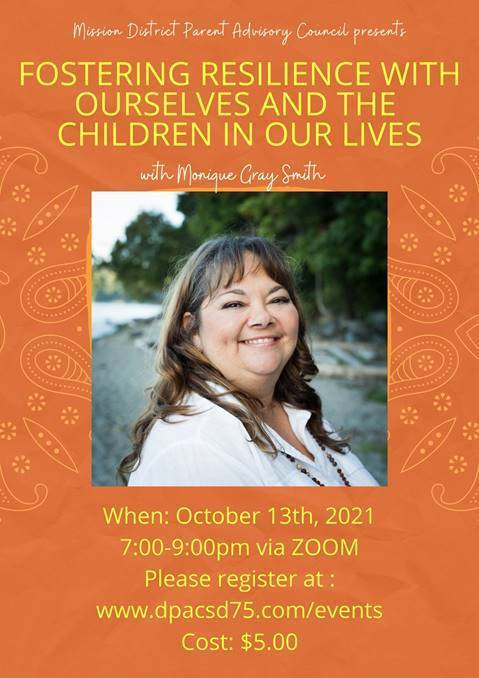 Mission District Parent Advisory Council presents
FOSTERING RESILIENCE WITH
OURSELVES AND THE
CHILDREN IN OUR LIVES
with Monique Gray Smith
When: October 13th, 2021
7:00-9:00pm via ZOOM
Please register at :
www.dpacsd75.com/events
Cost: $5.00